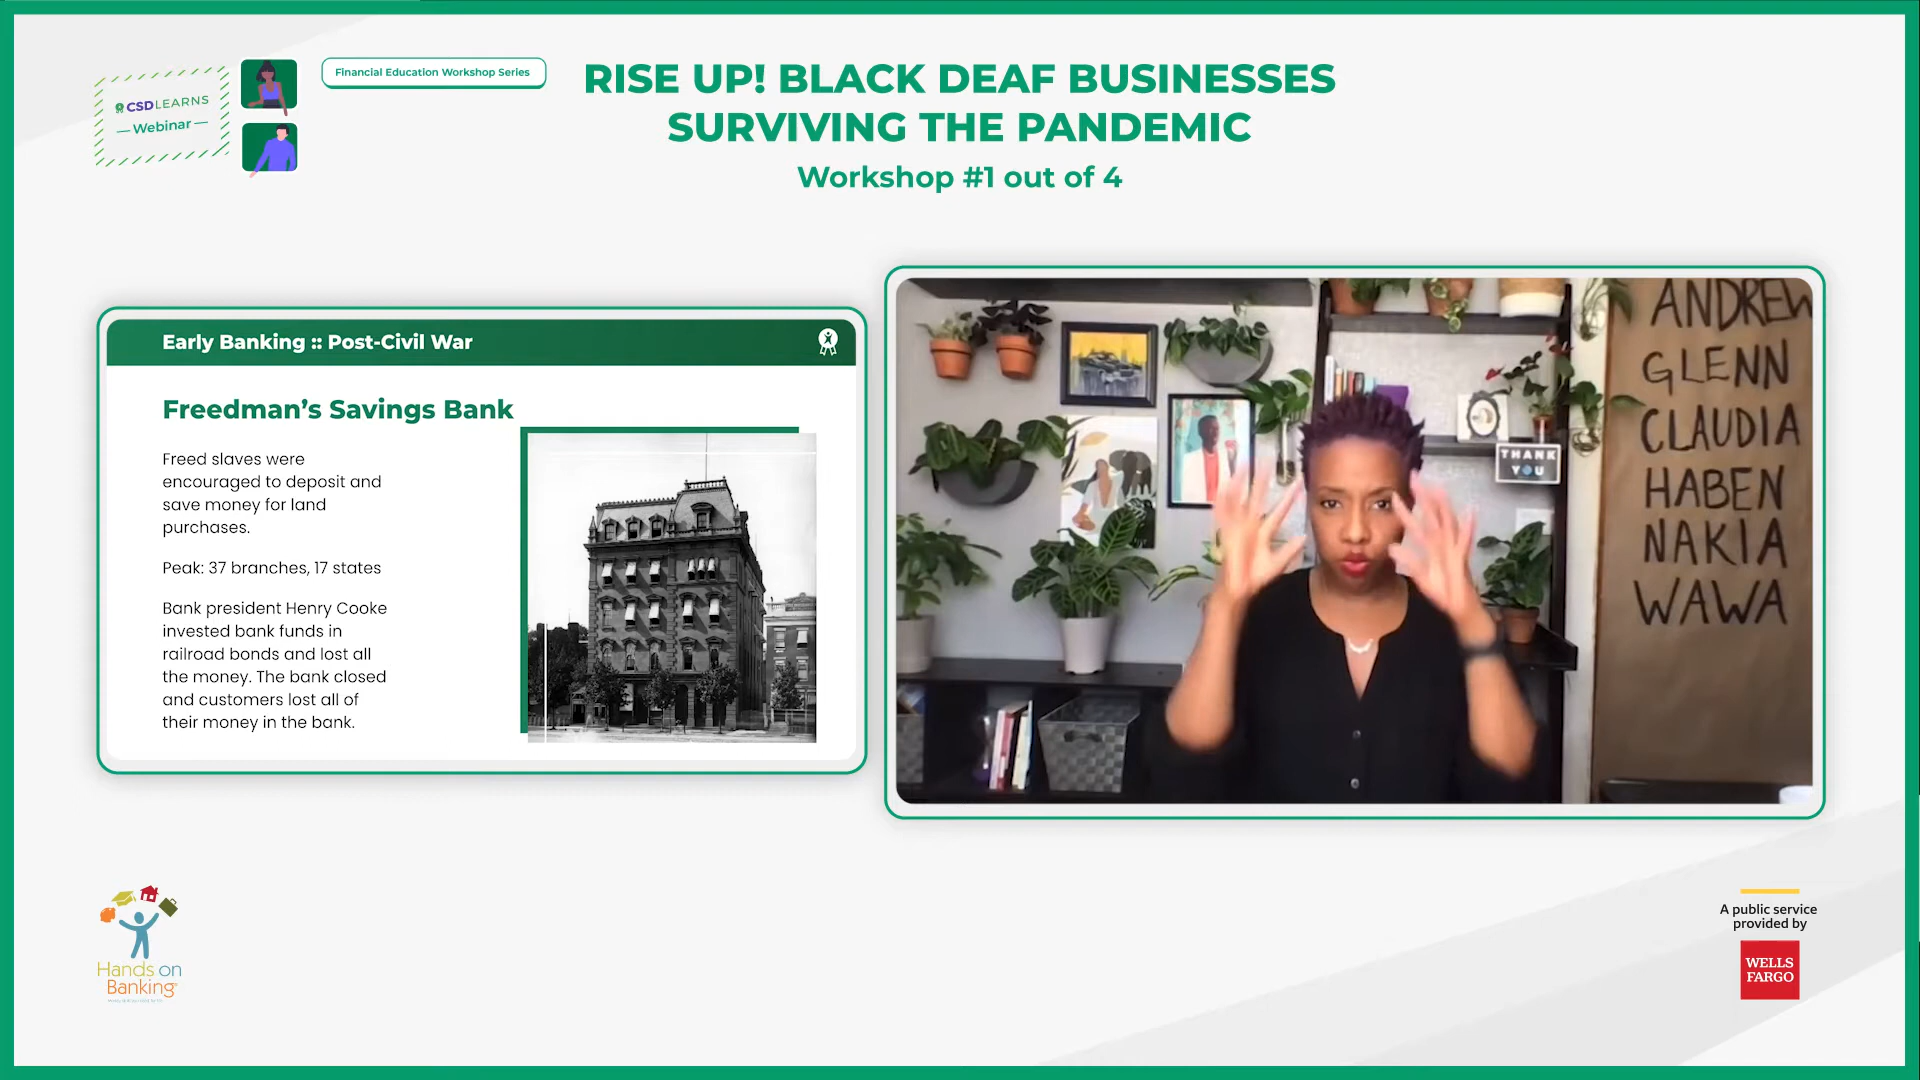 CSDLEARNS
Webinar
Financial Education Workshop Series
RISE UP! BLACK DEAF BUSINESSES
SURVIVING THE PANDEMIC
Workshop #1 out of 4
Early Banking :: Post-Civil War
Freedman’s Savings Bank
Freed slaves were
encouraged to deposit and
save money for land
purchases.
Peak: 37 branches, 17 states
Bank president Henry Cooke
invested bank funds in
railroad bonds and lost all
the money. The bank closed
and customers lost all of
their money in the bank.
THANK
YOU
ANDREW
GLENN
CLAUDIA
HABEN
NAKIA
WAWA
Hands on
Banking
A public service
provided by
WELLS
FARGO